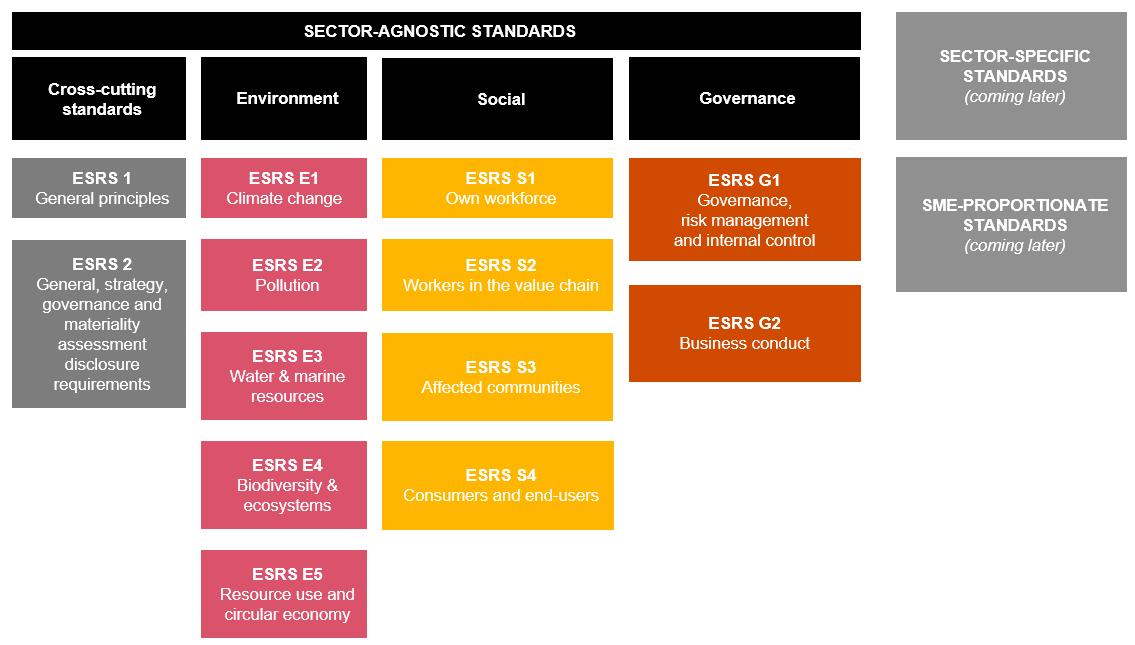 SECTOR-AGNOSTIC STANDARDS
Cross-cutting
standards
Environment
Social
Governance
SECTOR-SPECIFIC
STANDARDS
(coming later)
ESRS 1
General principles
ESRS 2
General, strategy,
governance and
materiality
assessment
disclosure
requirements
ESRS E1
Climate change
ESRS E2
Pollution
ESRS E3
Water & marine
resources
ESRS E4
Biodiversity &
ecosystems
ESRS E5
Resource use and
circular economy
ESRS S1
Own workforce
ESRS S2
Workers in the value chain
ESRS S3
Affected communities
ESRS S4
Consumers and end-users
ESRS G1
Governance,
risk management
and internal control
ESRS G2
Business conduct
SME-PROPORTIONATE
STANDARDS
(coming later)